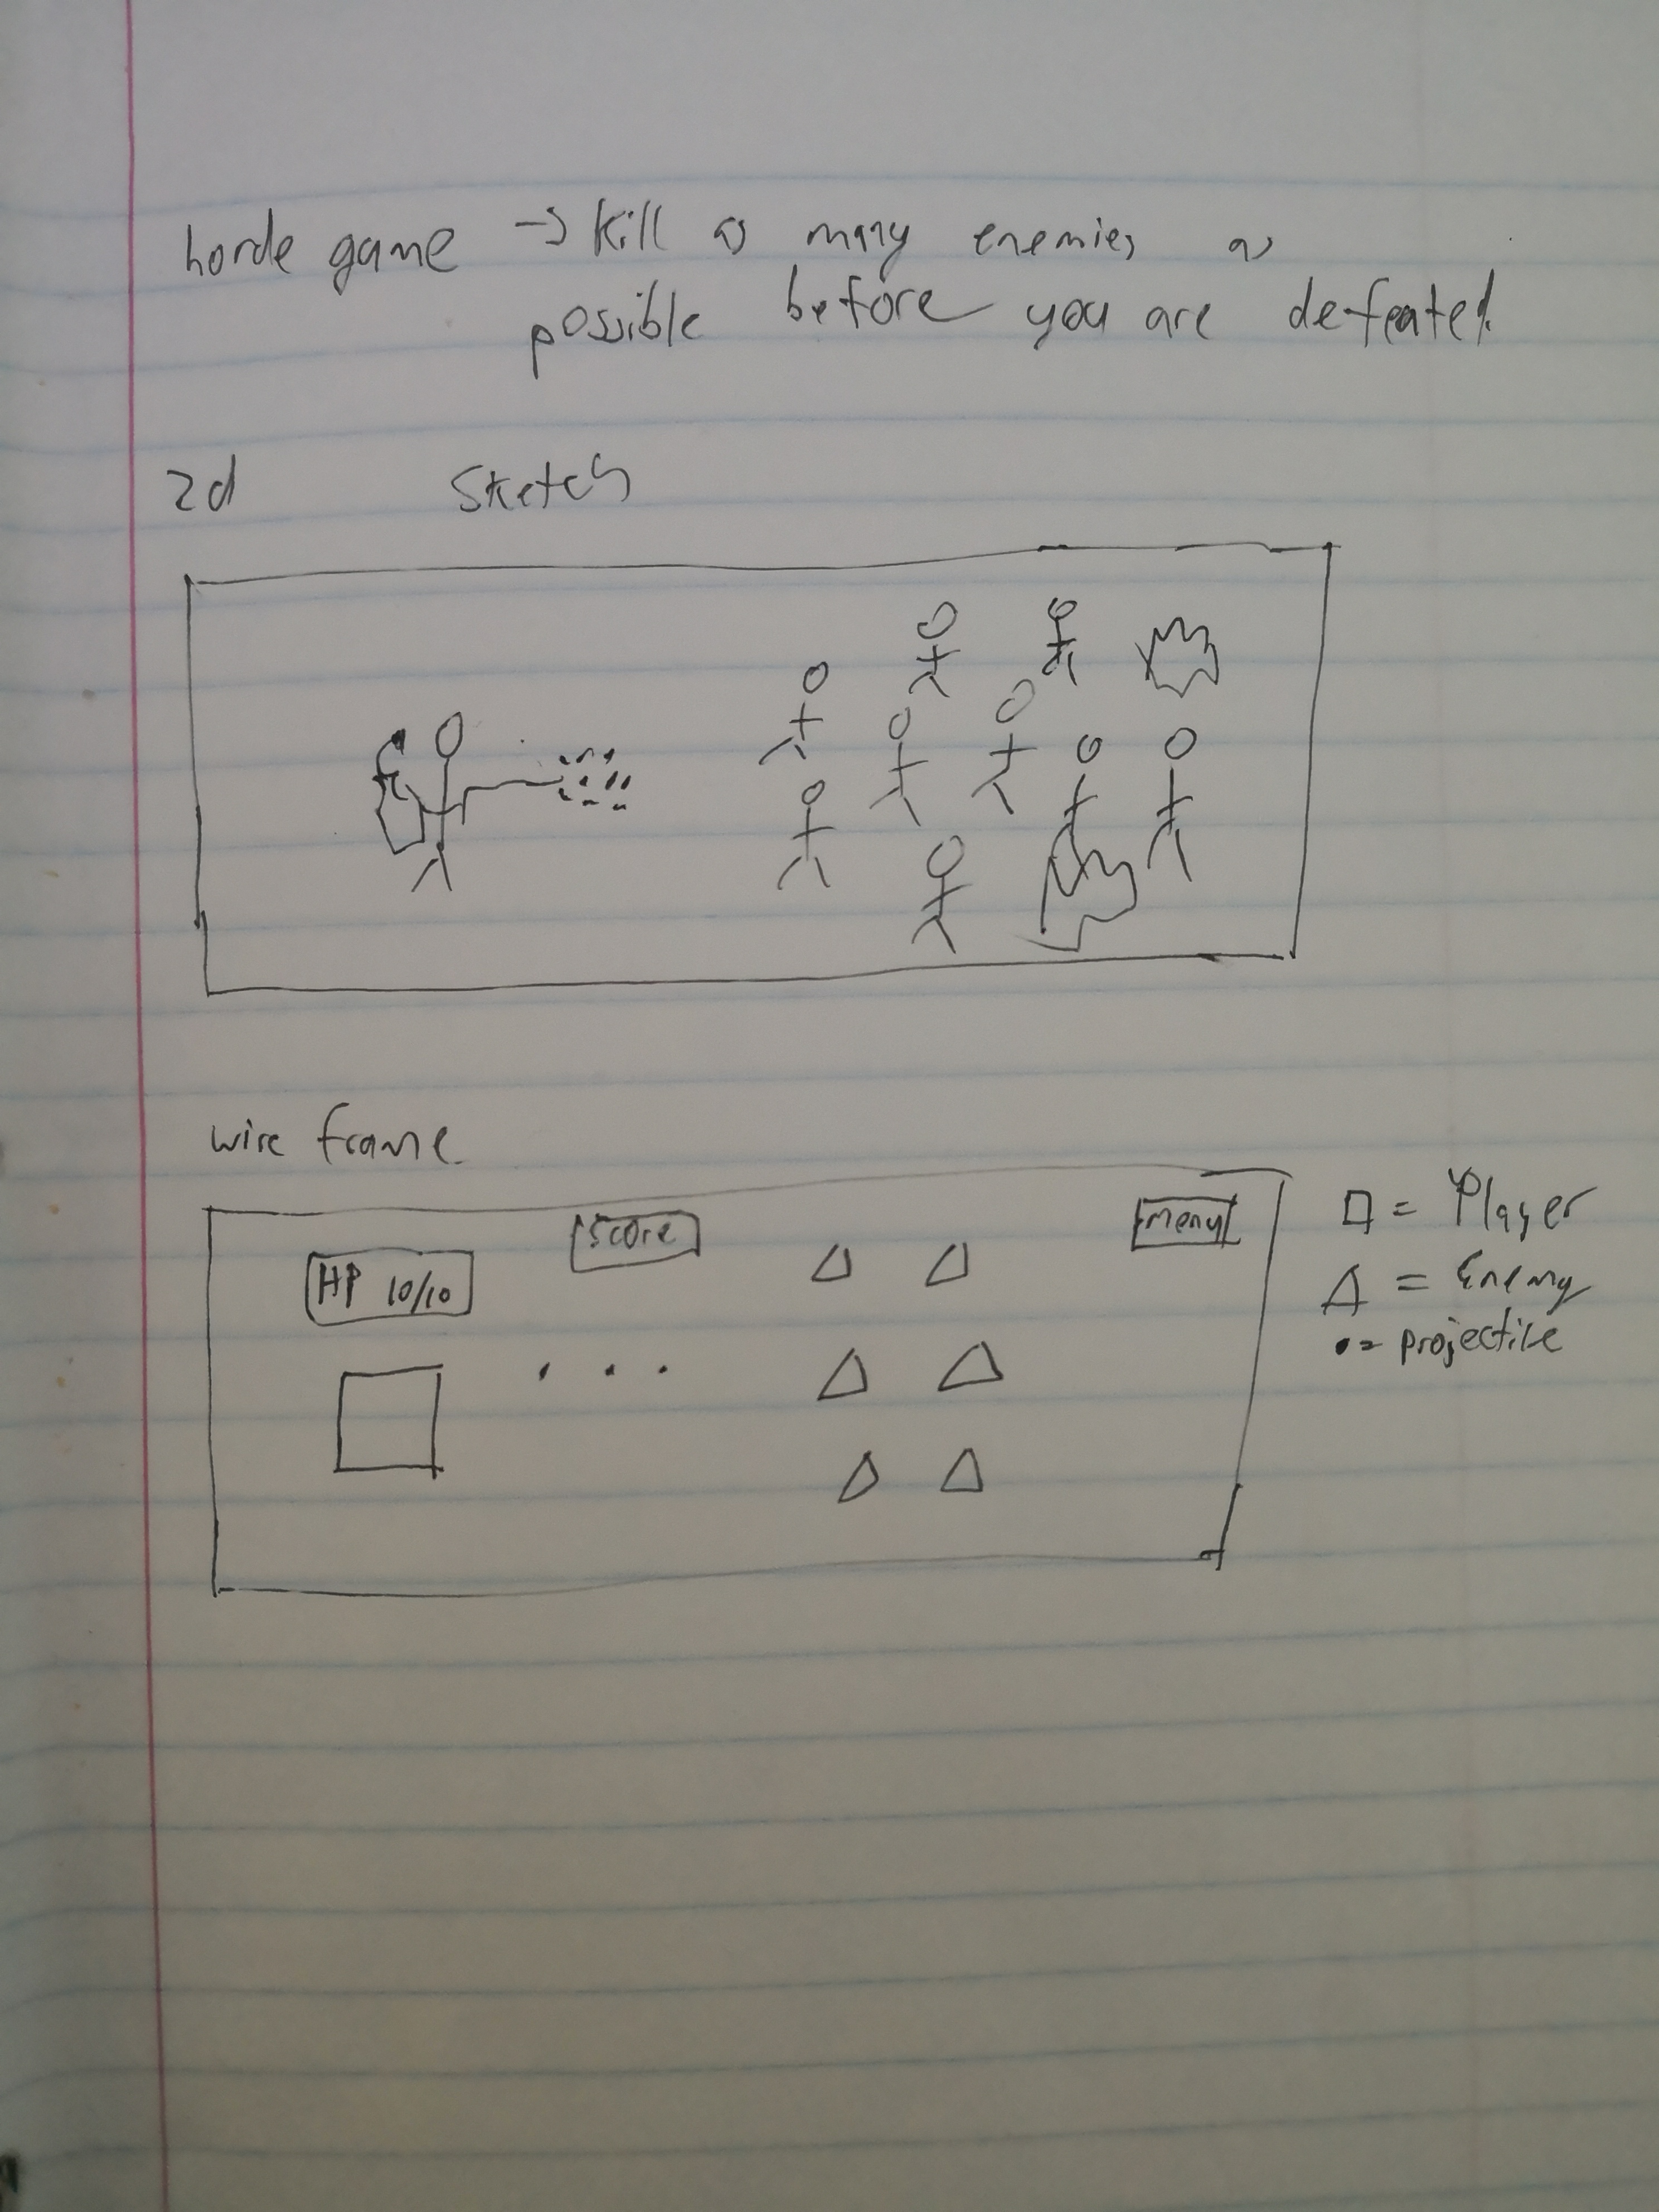 horde game → Kill as many enemies as
possible before you are defeated.
2d Sketch
wire frame.
Score
menu
HP 10/10
□ = Player
△ = Enemy
• = projectile